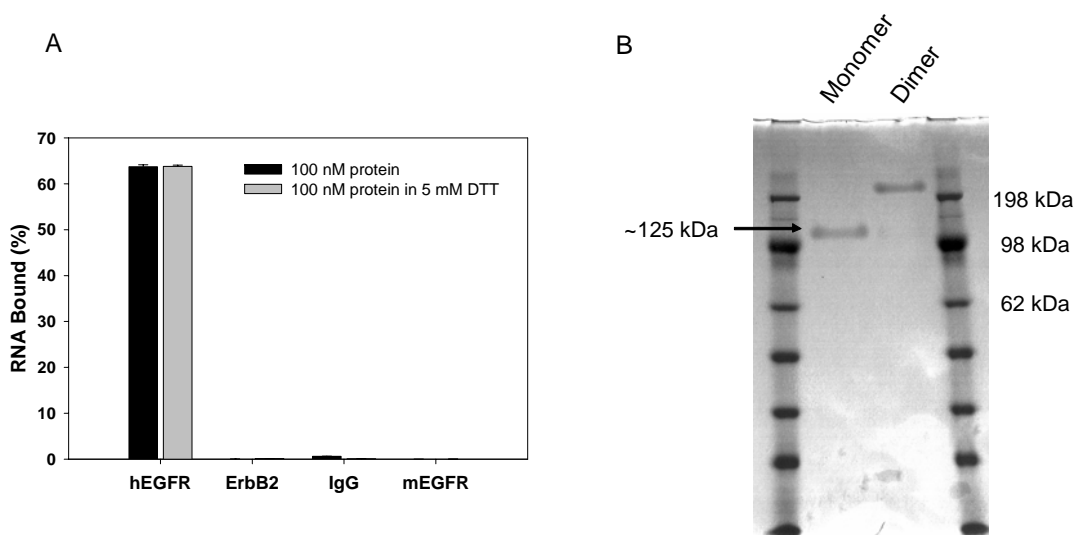 A
RNA Bound (%)
70
60
50
40
30
20
10
0
100 nM protein
100 nM protein in 5 mM DTT
hEGFR ErbB2 IgG mEGFR
B
Monomer
Dimer
~125 kDa
198 kDa
98 kDa
62 kDa